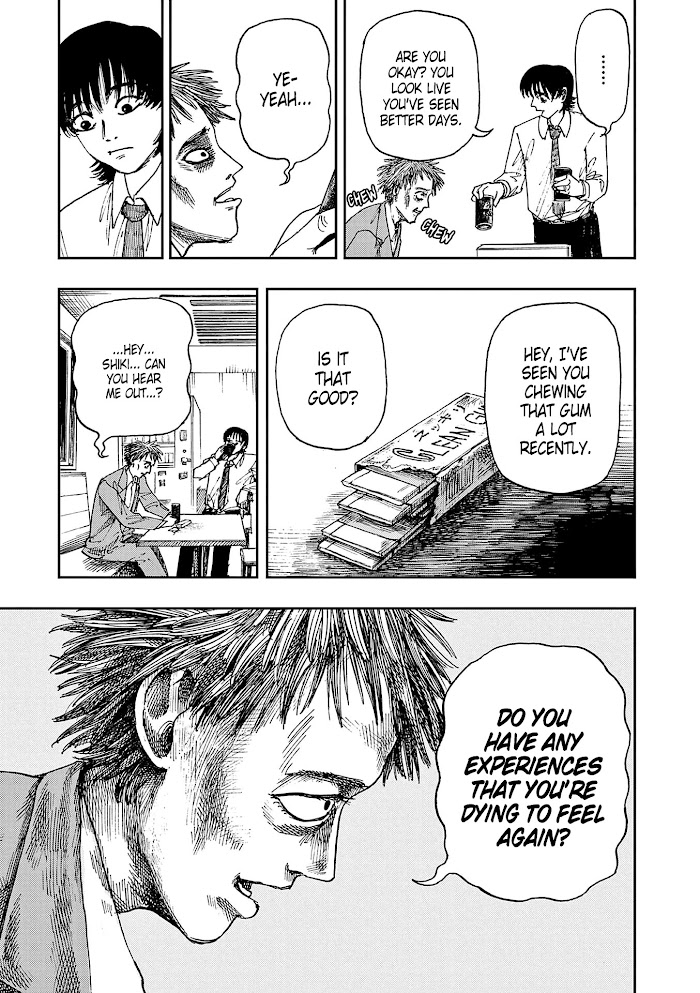 ......
ARE YOU
OKAY? YOU
LOOK LIVE
YOU'VE SEEN
BETTER DAYS.
CHEW
CHEW
YE-
YEAH...
HEY, I'VE
SEEN YOU
CHEWING
THAT GUM
A LOT
RECENTLY.
IS IT
THAT
GOOD?
CLEAN
...HEY...
SHIKI... CAN
YOU HEAR
ME OUT...?
DO YOU
HAVE ANY
EXPERIENCES
THAT YOU'RE
DYING TO FEEL
AGAIN?